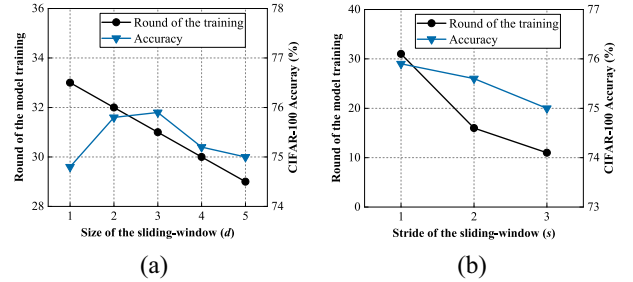 36
34
32
30
28
Round of the model training
Round of the training
Accuracy
78
77
76
75
74
CIFAR-100 Accuray (%)
1 2 3 4 5
Size of the sliding-window (d)
(a)
40
30
20
10
0
Round of the model training
Round of the training
Accuracy
77
76
75
74
73
CIFAR-100 Accuray (%)
1 2 3
Stride of the sliding-window (s)
(b)